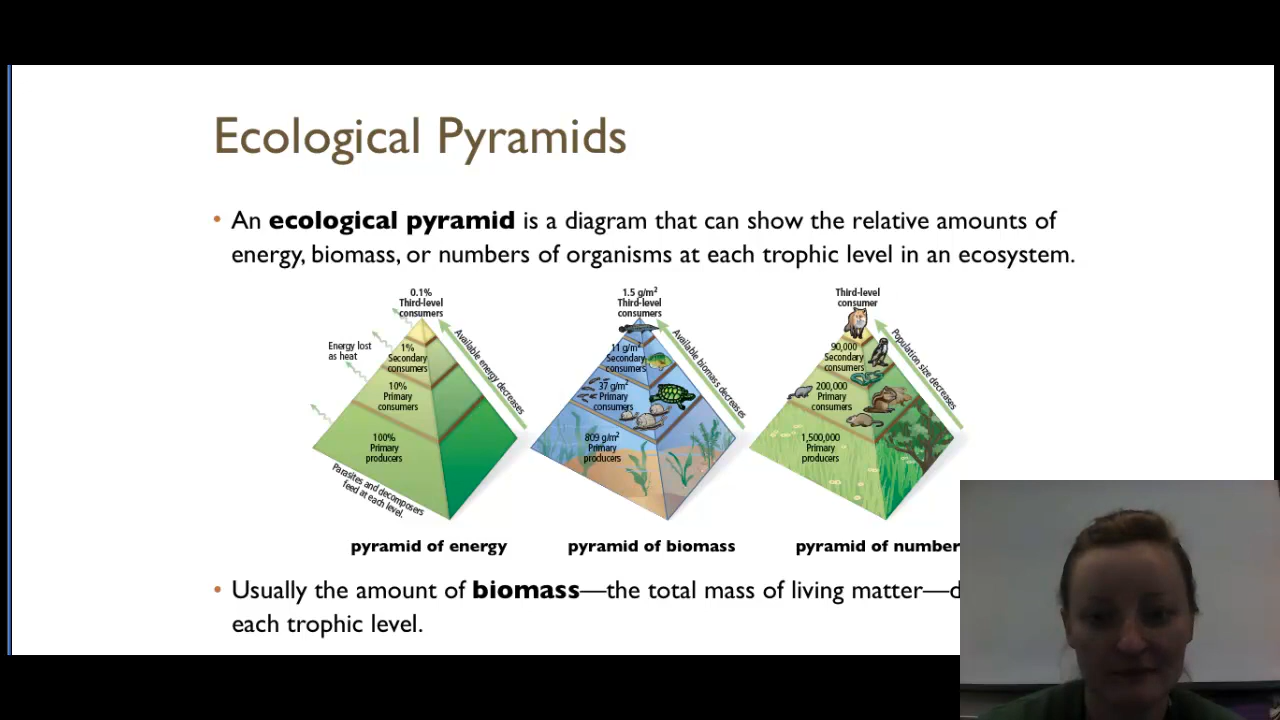 Ecological Pyramids
• An ecological pyramid is a diagram that can show the relative amounts of
energy, biomass, or numbers of organisms at each trophic level in an ecosystem.
0.1%
Third-level
consumers
Energy lost
as heat
1%
Secondary
consumers
10%
Primary
consumers
100%
Primary
producers
Available energy decreases
Parasites and decomposers
feed at each level.
pyramid of energy
1.5 g/m²
Third-level
consumers
11 g/m²
Secondary
consumers
37 g/m²
Primary
consumers
809 g/m²
Primary
producers
Available biomass decreases
pyramid of biomass
Third-level
consumer
90,000
Secondary
consumers
200,000
Primary
consumers
1,500,000
Primary
producers
Population size decreases
pyramid of number
• Usually the amount of biomass—the total mass of living matter—
each trophic level.